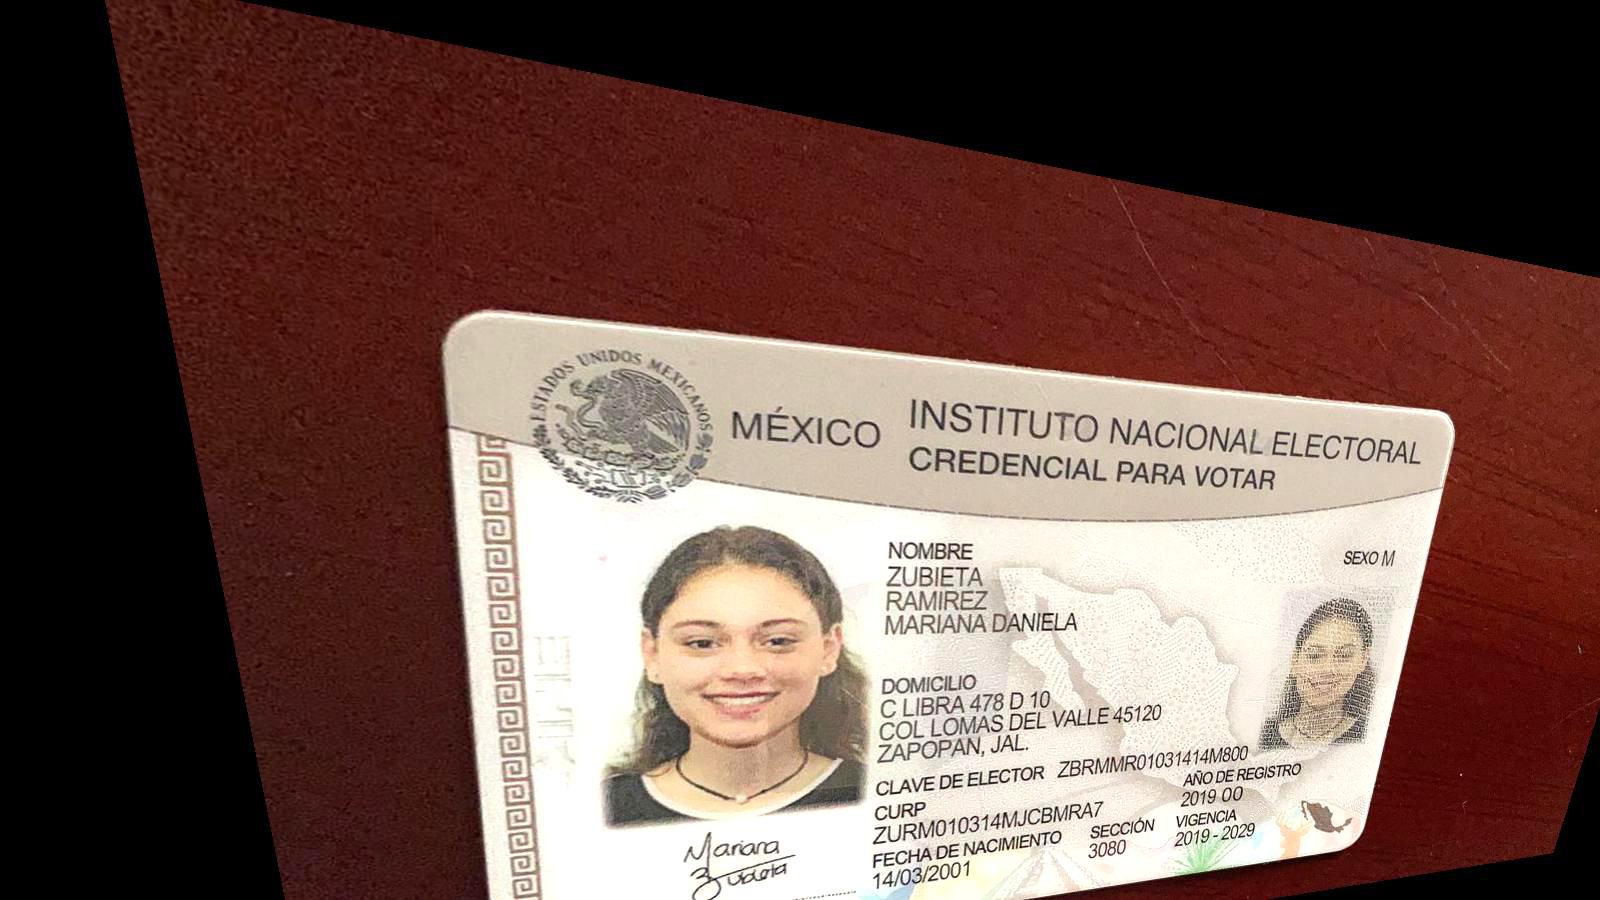 ESTADOS UNIDOS MEXICANOS
MÉXICO
INSTITUTO NACIONAL ELECTORAL
CREDENCIAL PARA VOTAR
NOMBRE
ZUBIETA
RAMIREZ
MARIANA DANIELA
SEXO M
DOMICILIO
C LIBRA 478 D 10
COL LOMAS DEL VALLE 45120
ZAPOPAN, JAL.
CLAVE DE ELECTOR ZBRMMR01031414M800
CURP
ZURM010314MJCBMRA7
AÑO DE REGISTRO
2019 00
FECHA DE NACIMIENTO
14/03/2001
SECCIÓN
3080
VIGENCIA
2019 - 2029
Mariana
Zubieta